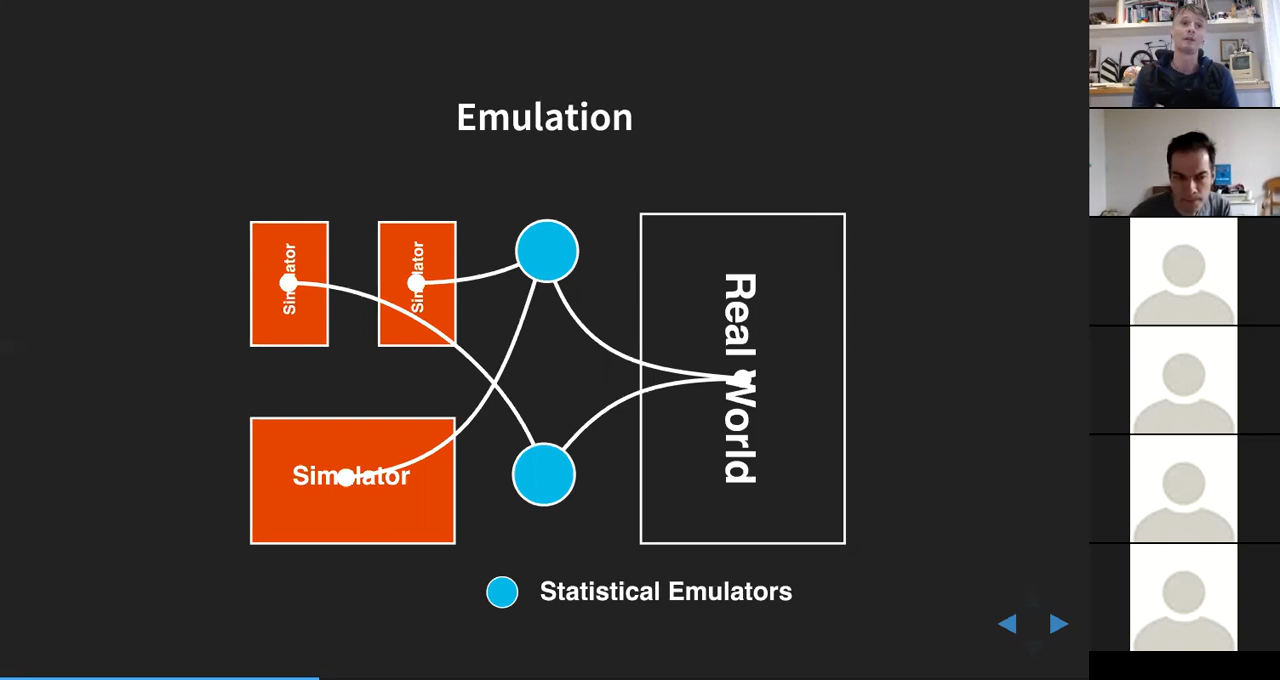 Emulation
Simulator
Simulator
Real World
Simulator
Statistical Emulators